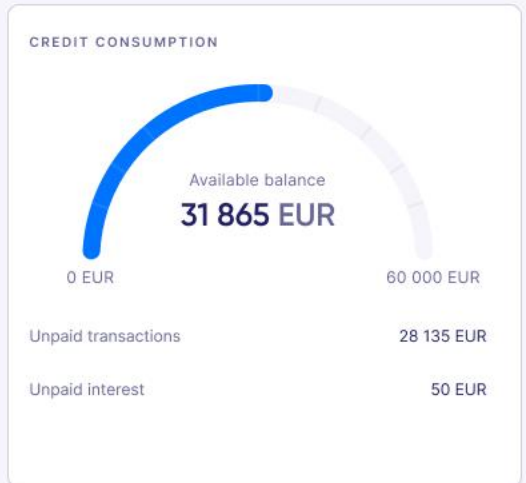 CREDIT CONSUMPTION
Available balance
31 865 EUR
0 EUR
60 000 EUR
Unpaid transactions
28 135 EUR
Unpaid interest
50 EUR